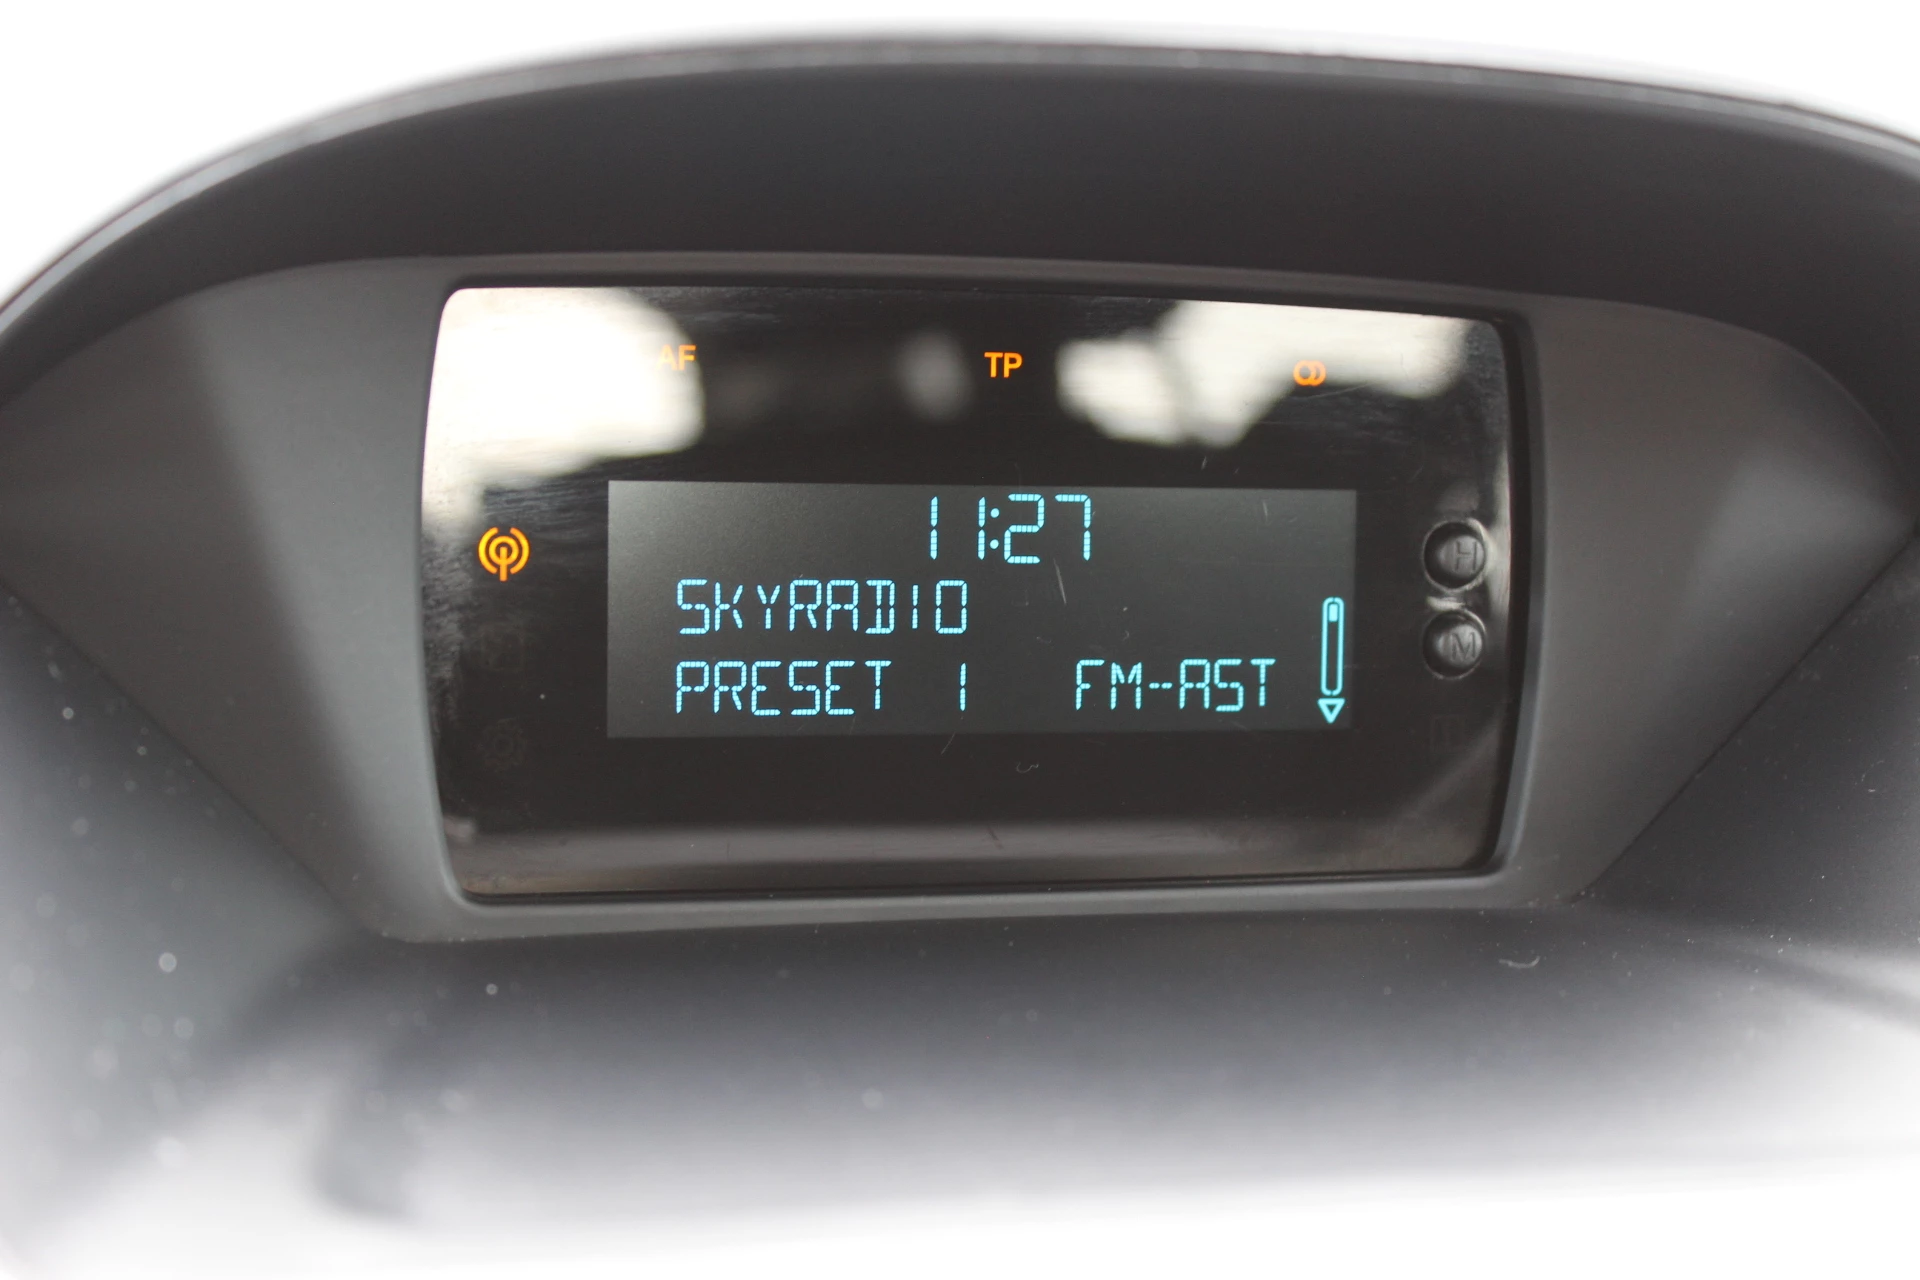 AF TP
11:27
SKYRADIO
PRESET 1 FM-AST
H
M